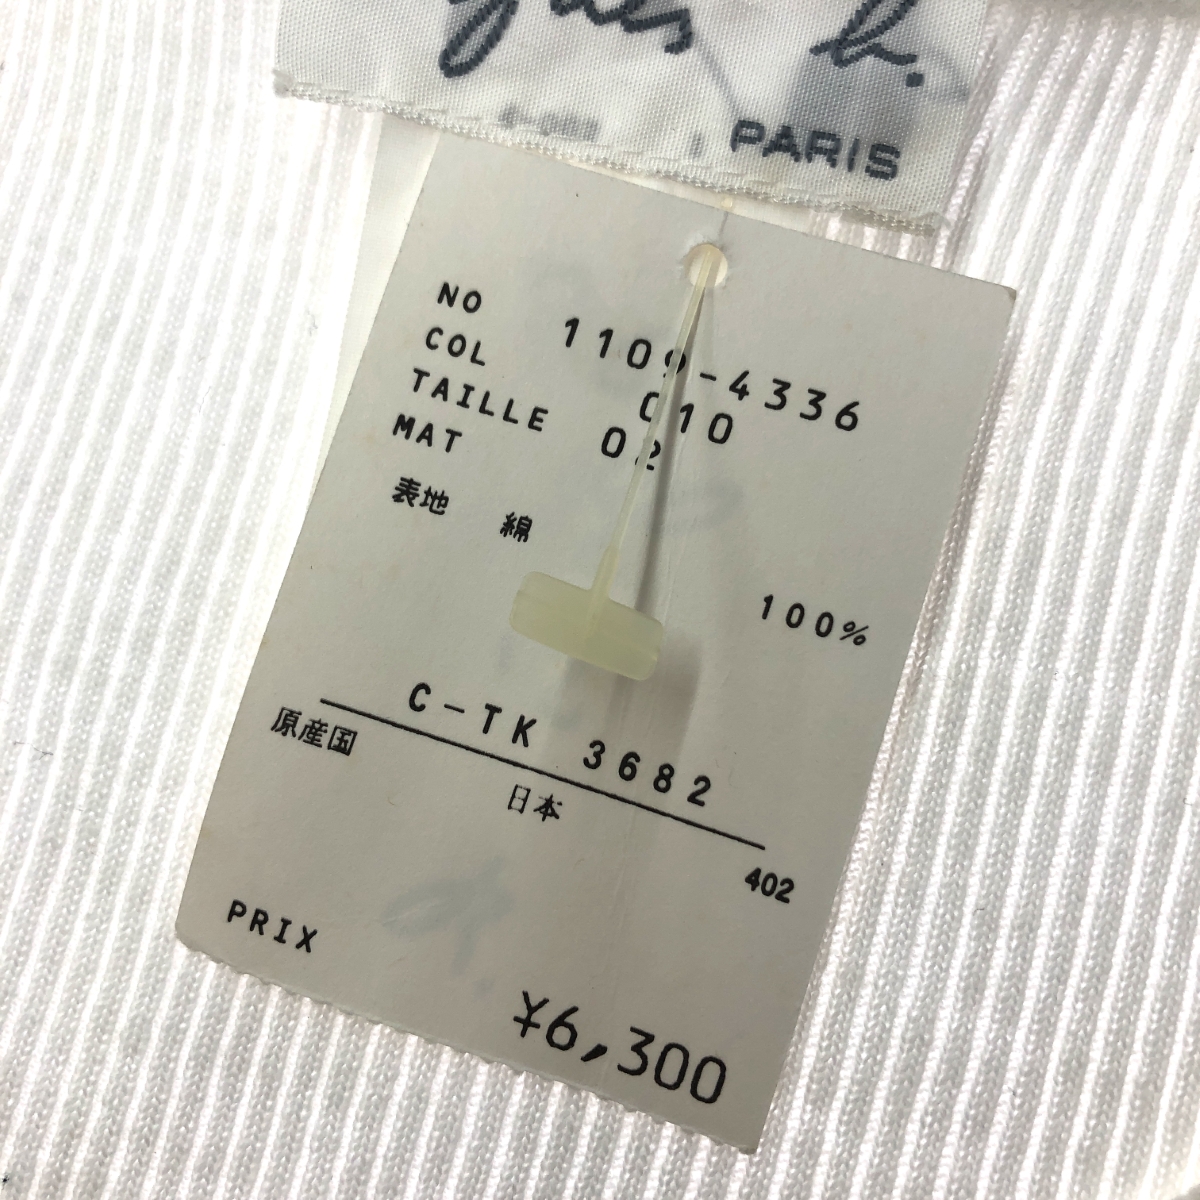 b.
PARIS
NO 1109-4336
COL 010
TAILLE 02
MAT
表地 綿 100%
C-TK 3682
原産国 日本
402
PRIX
¥6,300